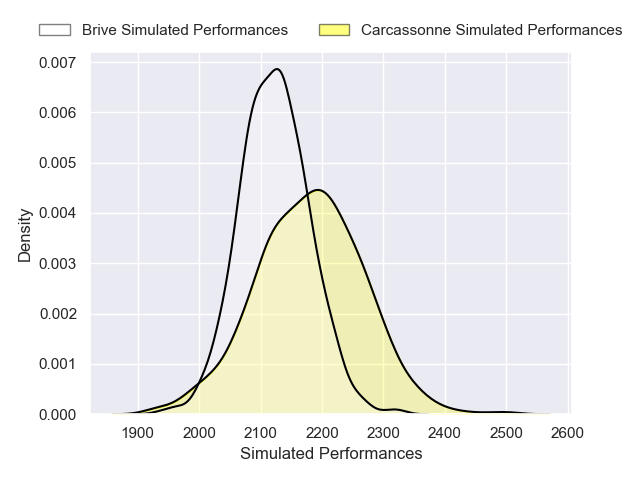 Brive Simulated Performances Carcassonne Simulated Performances
0.007
0.006
0.005
0.004
0.003
0.002
0.001
0.000
Density
1900 2000 2100 2200 2300 2400 2500 2600
Simulated Performances